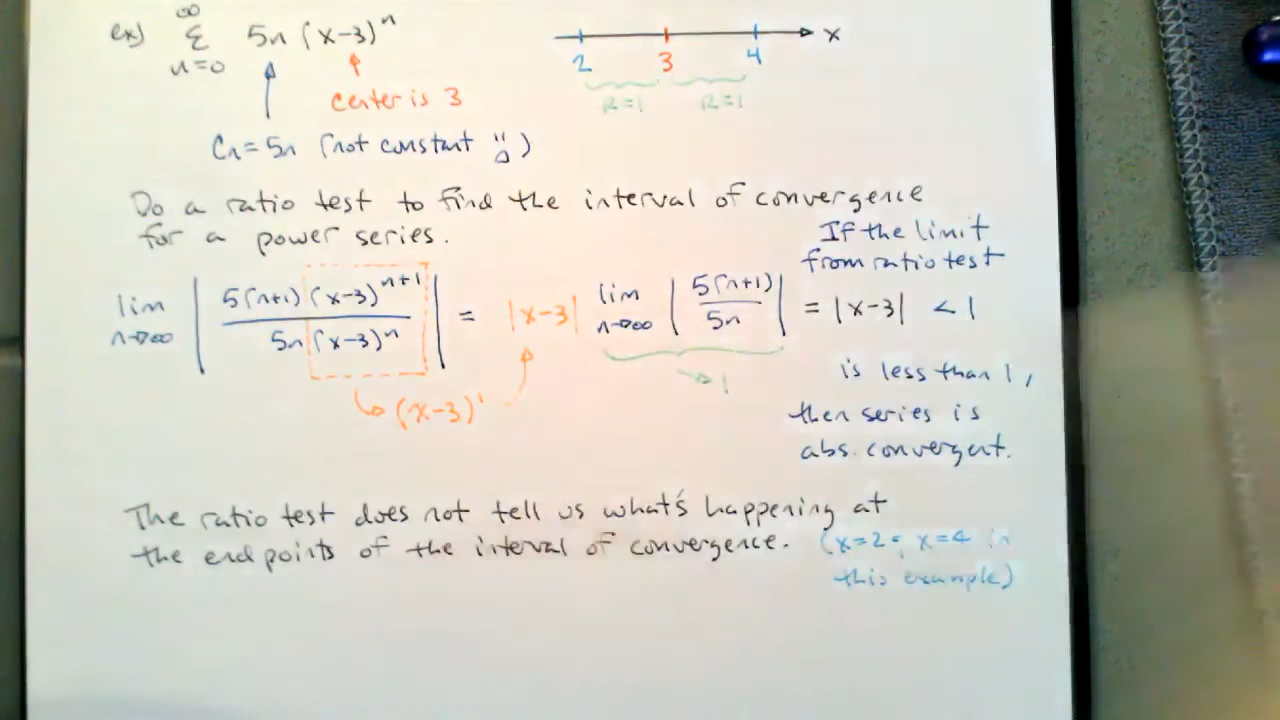 ex) ∞ Σ n=0 5n (x-3)ⁿ
x
2 3 4
R=1 R=1
center is 3
Cₙ=5n (not constant )
Do a ratio test to find the interval of convergence
for a power series.
If the limit
from ratio test
lim n→∞ | 5(n+1)(x-3)ⁿ⁺¹ / 5n(x-3)ⁿ | = |x-3| lim n→∞ | 5(n+1) / 5n | = |x-3| < 1
→ 1
↳ (x-3)¹
is less than 1,
then series is
abs. convergent.
The ratio test does not tell us what's happening at
the endpoints of the interval of convergence. (x=2 & x=4 in
this example)